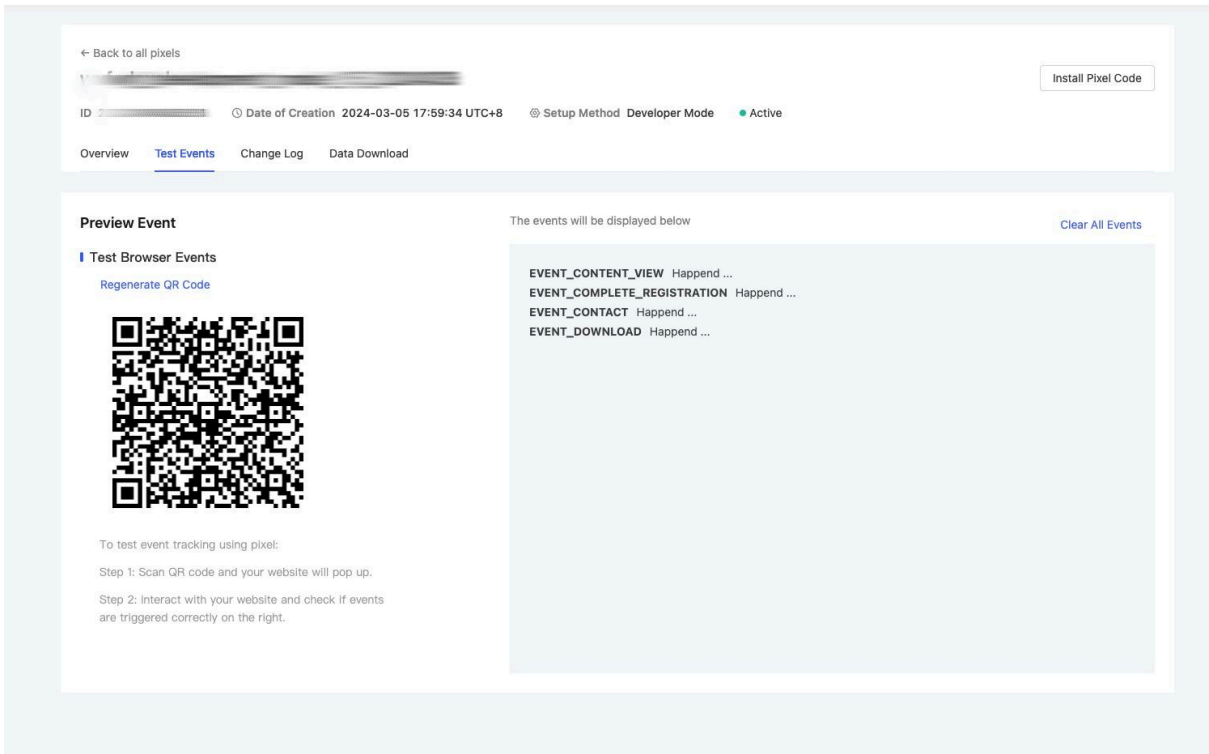 ← Back to all pixels
Install Pixel Code
ID Date of Creation 2024-03-05 17:59:34 UTC+8 Setup Method Developer Mode Active
Overview Test Events Change Log Data Download
Preview Event
The events will be displayed below
Clear All Events
Test Browser Events
Regenerate QR Code
EVENT_CONTENT_VIEW Happend ...
EVENT_COMPLETE_REGISTRATION Happend ...
EVENT_CONTACT Happend ...
EVENT_DOWNLOAD Happend ...
To test event tracking using pixel:
Step 1: Scan QR code and your website will pop up.
Step 2: Interact with your website and check if events
are triggered correctly on the right.